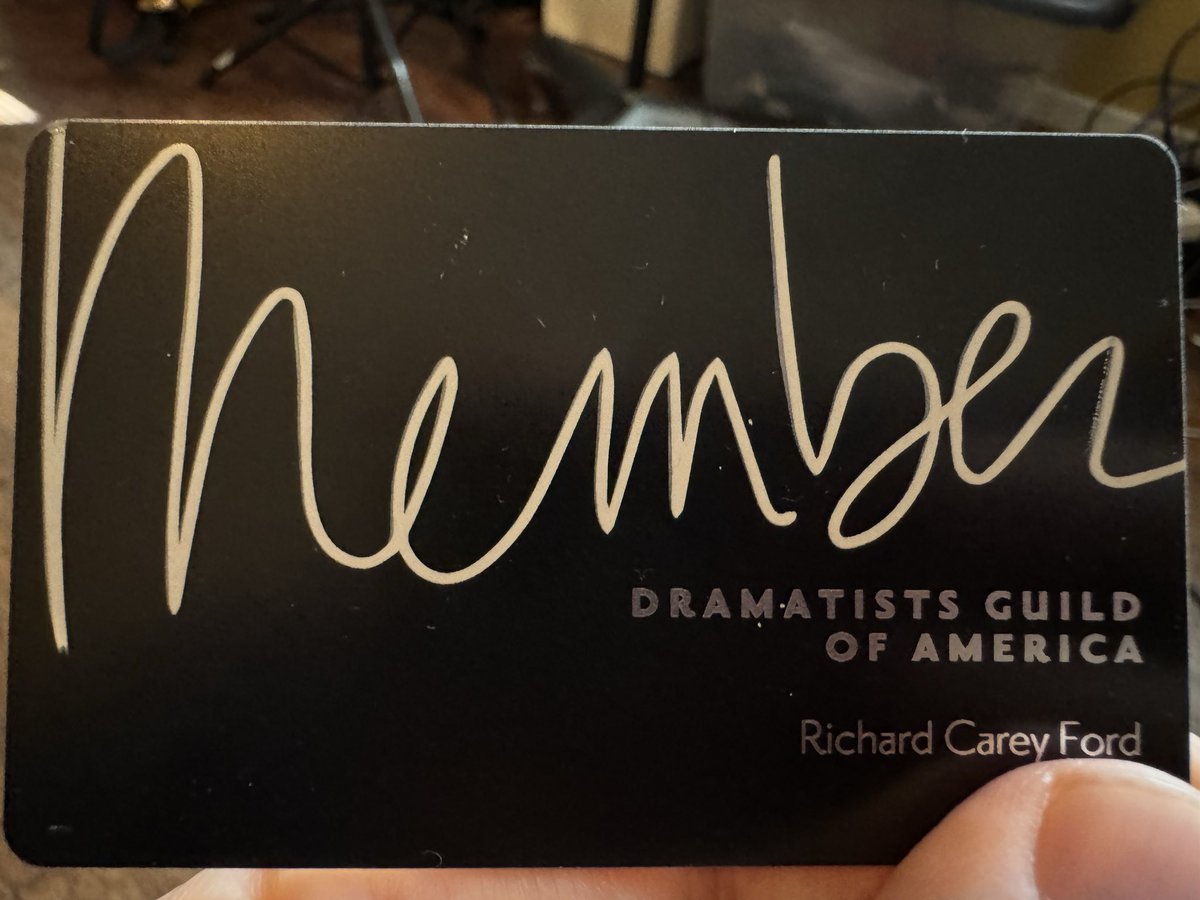 Member
DRAMATISTS GUILD
OF AMERICA
Richard Carey Ford